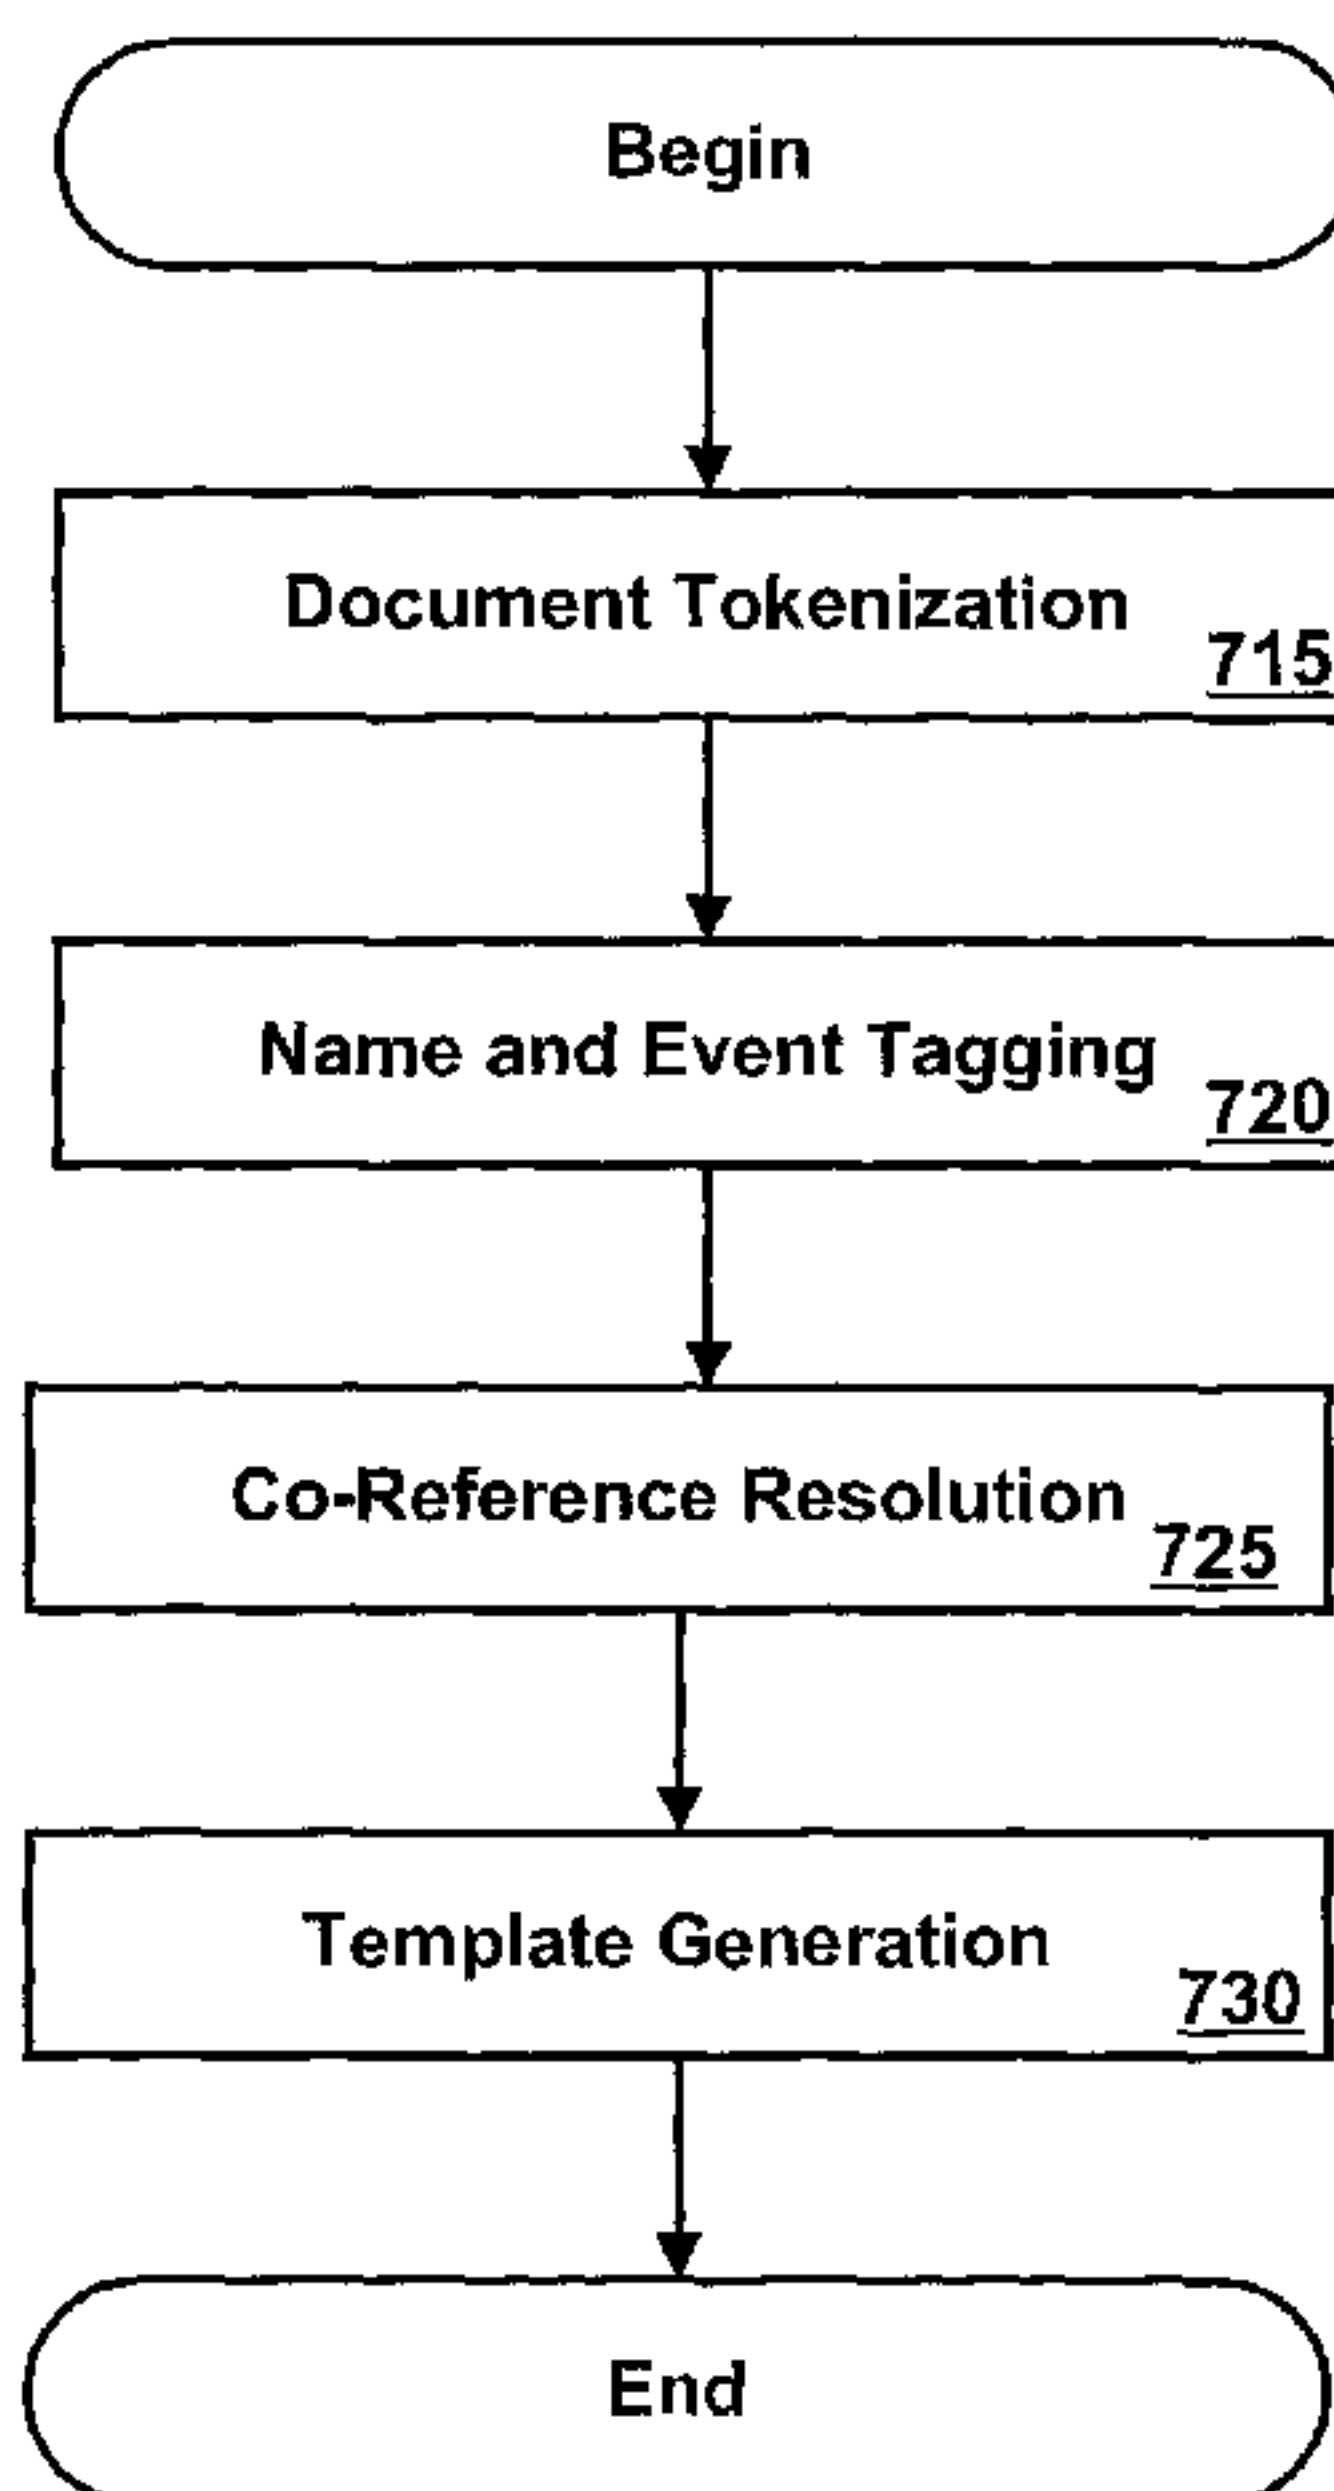 Begin
Document Tokenization
715
Name and Event Tagging
720
Co-Reference Resolution
725
Template Generation
730
End